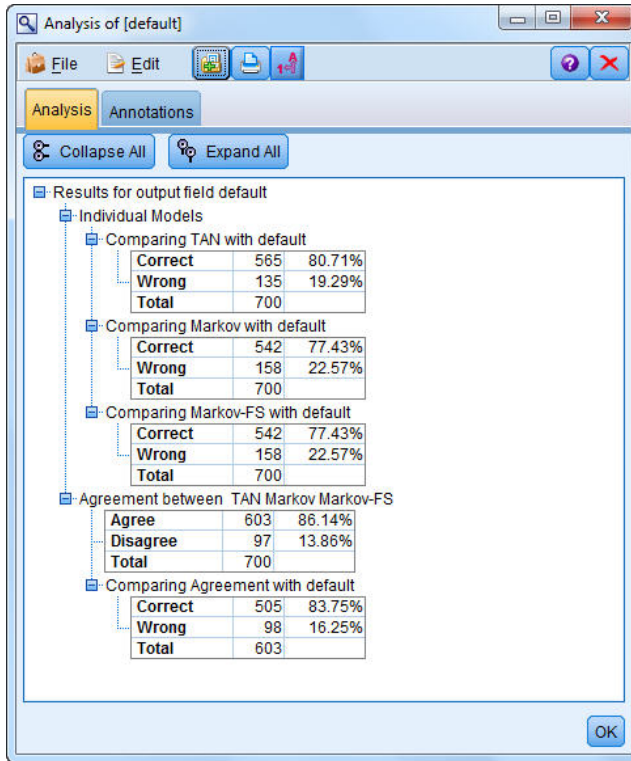 Analysis of [default]
File Edit
Analysis Annotations
Collapse All Expand All
Results for output field default
Individual Models
Comparing TAN with default
Correct 565 80.71%
Wrong 135 19.29%
Total 700
Comparing Markov with default
Correct 542 77.43%
Wrong 158 22.57%
Total 700
Comparing Markov-FS with default
Correct 542 77.43%
Wrong 158 22.57%
Total 700
Agreement between TAN Markov Markov-FS
Agree 603 86.14%
Disagree 97 13.86%
Total 700
Comparing Agreement with default
Correct 505 83.75%
Wrong 98 16.25%
Total 603
OK